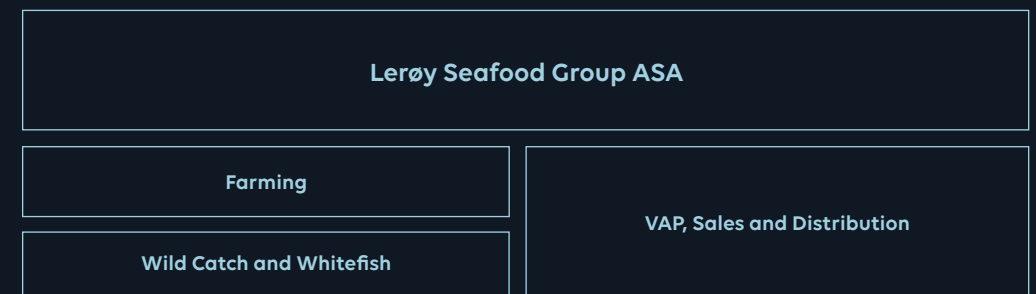 Lerøy Seafood Group ASA
Farming
Wild Catch and Whitefish
VAP, Sales and Distribution